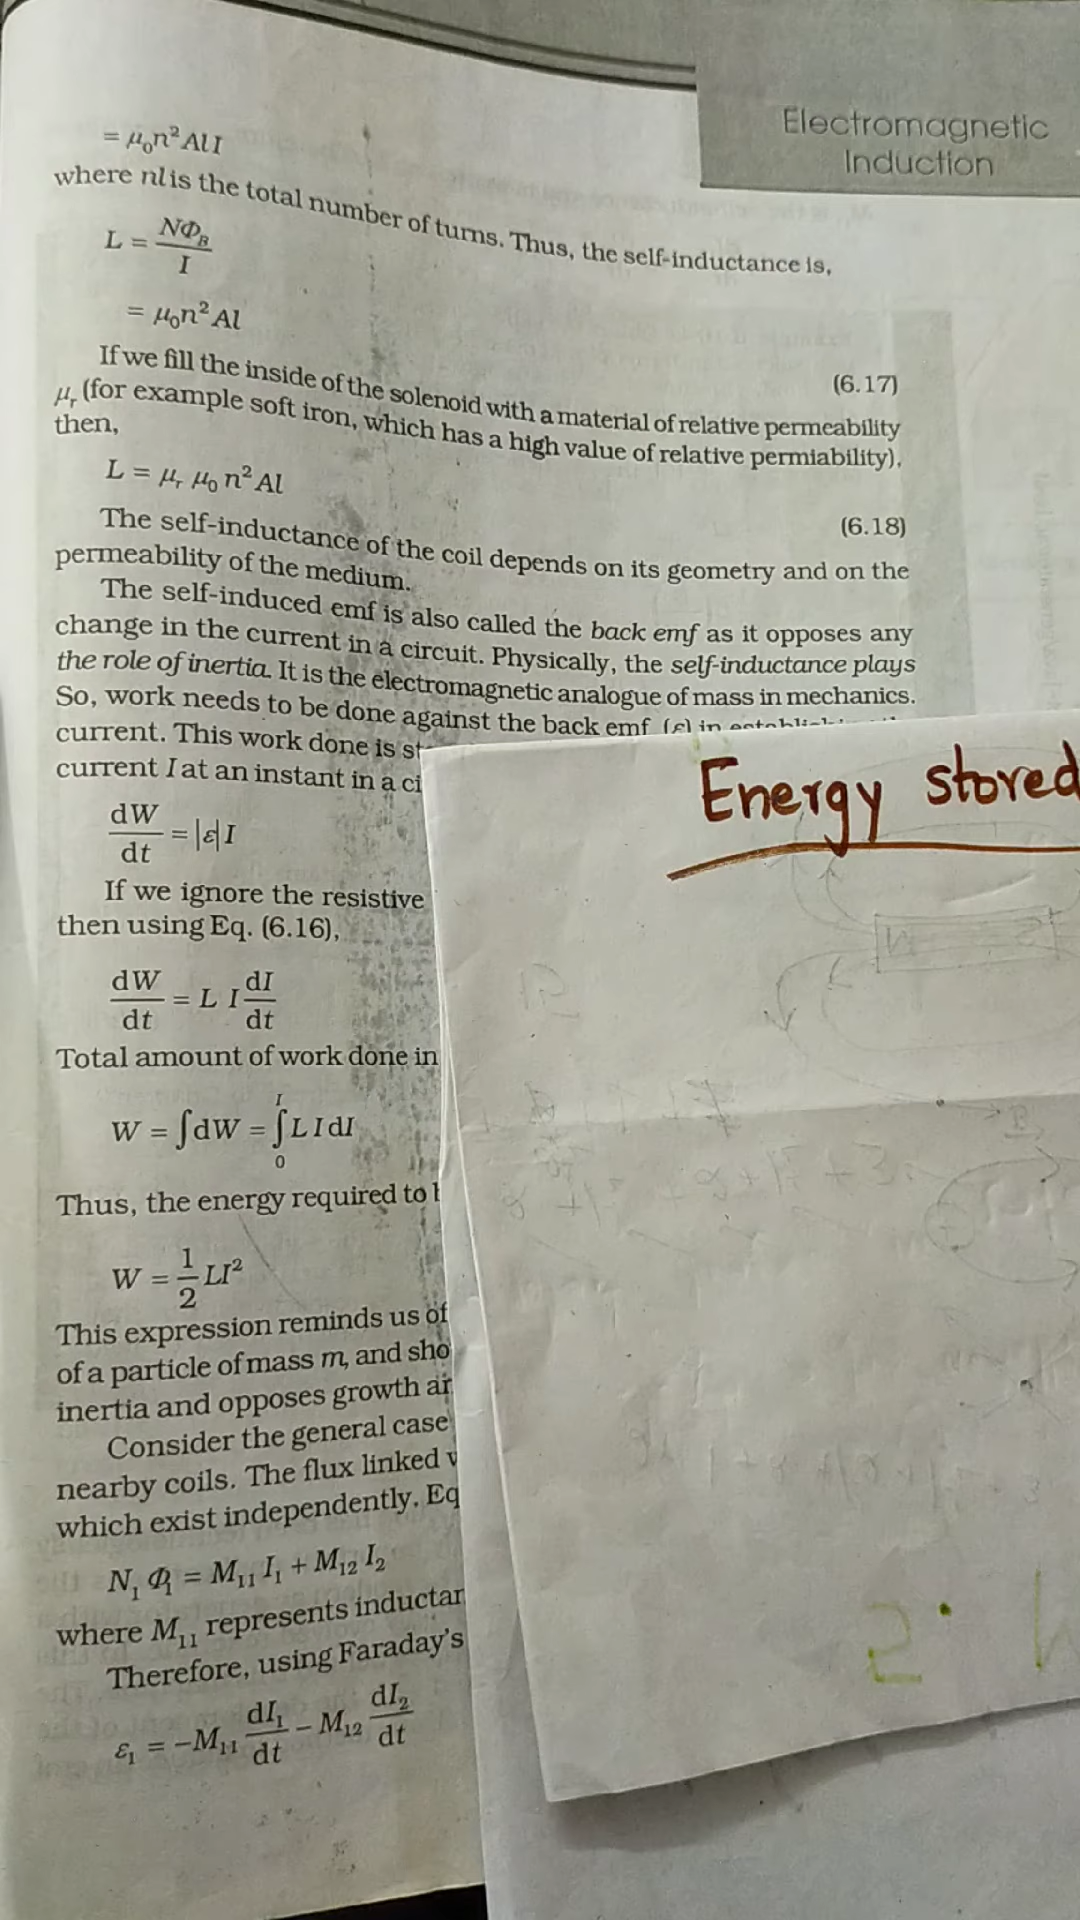 Electromagnetic
Induction
= μ₀n²AlI
where nl is the total number of turns. Thus, the self-inductance is,
L = NΦ_B / I
= μ₀n²Al
(6.17)
If we fill the inside of the solenoid with a material of relative permeability
μᵣ (for example soft iron, which has a high value of relative permiability),
then,
L = μᵣ μ₀ n²Al
(6.18)
The self-inductance of the coil depends on its geometry and on the
permeability of the medium.
The self-induced emf is also called the back emf as it opposes any
change in the current in a circuit. Physically, the self-inductance plays
the role of inertia. It is the electromagnetic analogue of mass in mechanics.
So, work needs to be done against the back emf (ε) in
current. This work done is
current I at an instant in a
dW/dt = |ε| I
If we ignore the resistive
then using Eq. (6.16),
dW/dt = L I dI/dt
Total amount of work done in
W = ∫dW = ∫₀ᴵ L I dI
Thus, the energy required to
W = 1/2 LI²
This expression reminds us of
of a particle of mass m, and
inertia and opposes growth
Consider the general case
nearby coils. The flux linked
which exist independently,
N₁ Φ₁ = M₁₁ I₁ + M₁₂ I₂
where M₁₁ represents
Therefore, using Faraday's
ε₁ = −M₁₁ dI₁/dt − M₁₂ dI₂/dt
Energy stored